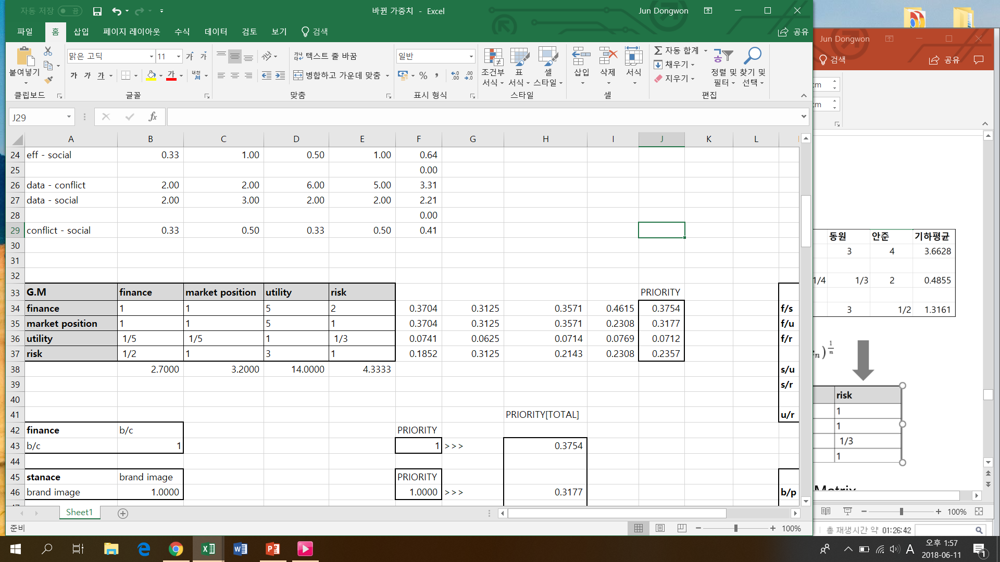 자동 저장 끔
바뀐 가중치 - Excel
Jun Dongwon
파일 홈 삽입 페이지 레이아웃 수식 데이터 검토 보기 검색 공유
붙여넣기
맑은 고딕 11
가 가
가 가 가 가 내천
텍스트 줄 바꿈
병합하고 가운데 맞춤
일반
조건부 서식
표 서식
셀 스타일
삽입
삭제
서식
자동 합계
채우기
지우기
정렬 및 필터
찾기 및 선택
클립보드 글꼴 맞춤 표시 형식 스타일 셀 편집
J29 fx
A B C D E F G H I J K L
24 eff - social 0.33 1.00 0.50 1.00 0.64
25 0.00
26 data - conflict 2.00 2.00 6.00 5.00 3.31
27 data - social 2.00 3.00 2.00 2.00 2.21
28 0.00
29 conflict - social 0.33 0.50 0.33 0.50 0.41
30
31
32
33 G.M finance market position utility risk PRIORITY
34 finance 1 1 5 2 0.3704 0.3125 0.3571 0.4615 0.3754 f/s
35 market position 1 1 5 1 0.3704 0.3125 0.3571 0.2308 0.3177 f/u
36 utility 1/5 1/5 1 1/3 0.0741 0.0625 0.0714 0.0769 0.0712 f/r
37 risk 1/2 1 3 1 0.1852 0.3125 0.2143 0.2308 0.2357
38 2.7000 3.2000 14.0000 4.3333 s/u
39 s/r
40
41 PRIORITY[TOTAL] u/r
42 finance b/c PRIORITY
43 b/c 1 1 >>> 0.3754
44
45 stanace brand image PRIORITY
46 brand image 1.0000 1.0000 >>> 0.3177 b/p
Sheet1
준비
100%
Jun Dongwon
검색 공유
cm
cm
동원 안준 기하평균
3 4 3.6628
1/4 1/3 2 0.4855
3 1/2 1.3161
n) 1/n
risk
1
1
1/3
1
Matrix
100%
총 재생시간 약 01:26:42
A
오후 1:57
2018-06-11
1